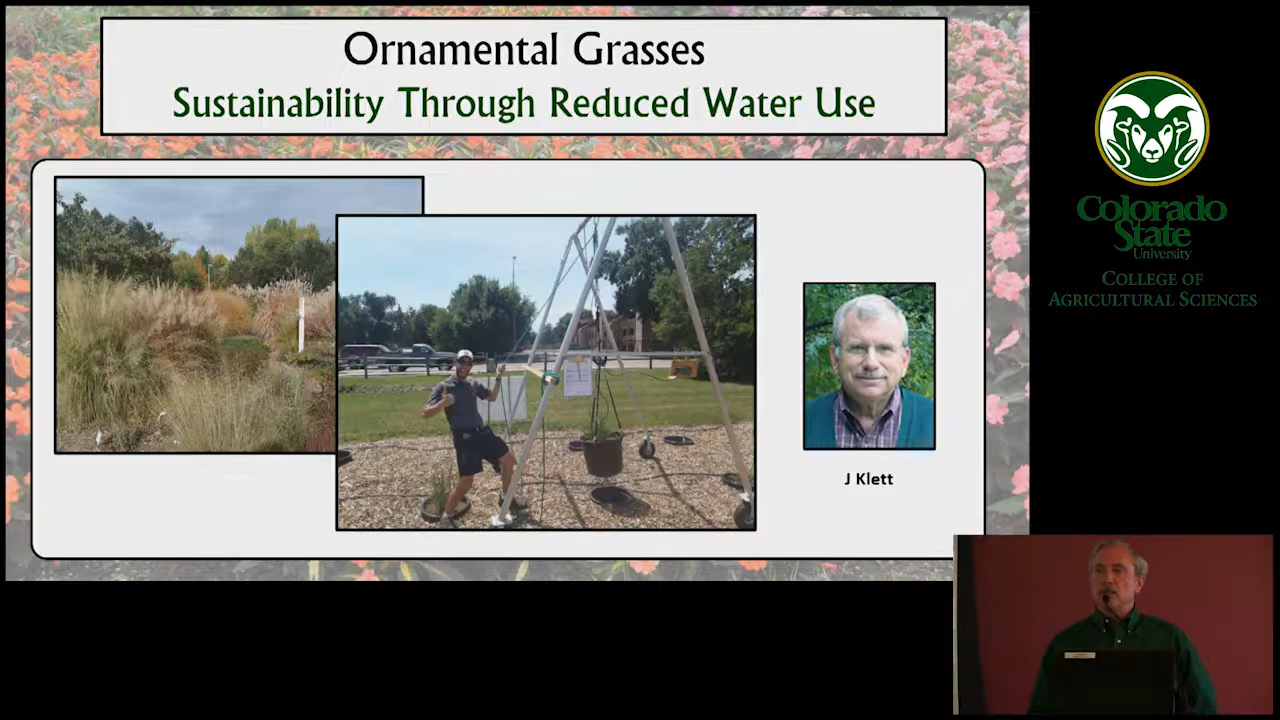 Ornamental Grasses
Sustainability Through Reduced Water Use
J Klett
Colorado
State
University
COLLEGE OF
AGRICULTURAL SCIENCES